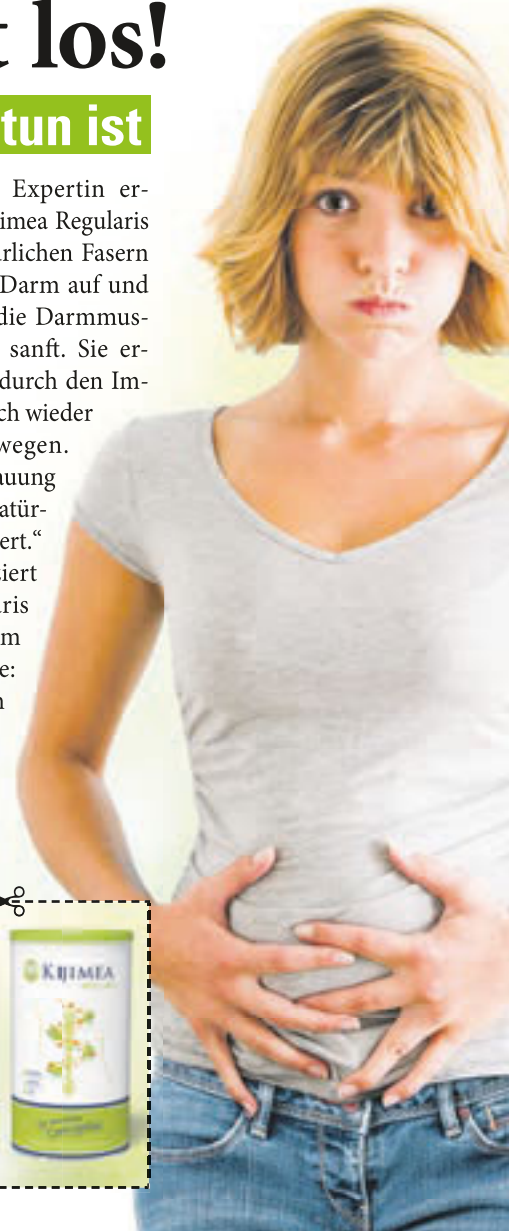 t los!
tun ist
Expertin er-
imea Regularis
irlichen Fasern
Darm auf und
die Darmmus-
sanft. Sie er-
durch den Im-
ch wieder
wegen.
auung
atür-
ert.“
iert
ris
m
e:
n
KIJIMEA